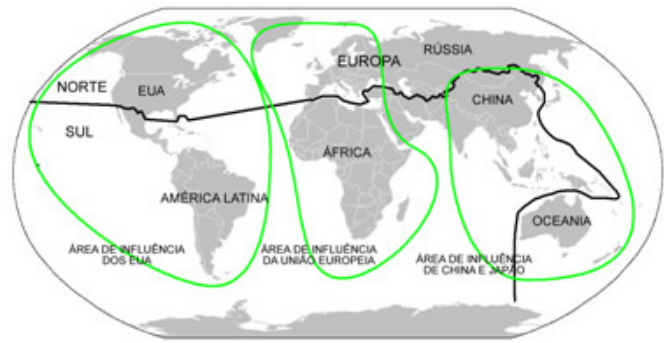 RÚSSIA
EUROPA
NORTE
EUA
CHINA
SUL
ÁFRICA
AMÉRICA LATINA
OCEANIA
ÁREA DE INFLUÊNCIA
DOS EUA
ÁREA DE INFLUÊNCIA
DA UNIÃO EUROPEIA
ÁREA DE INFLUÊNCIA
DE CHINA E JAPÃO